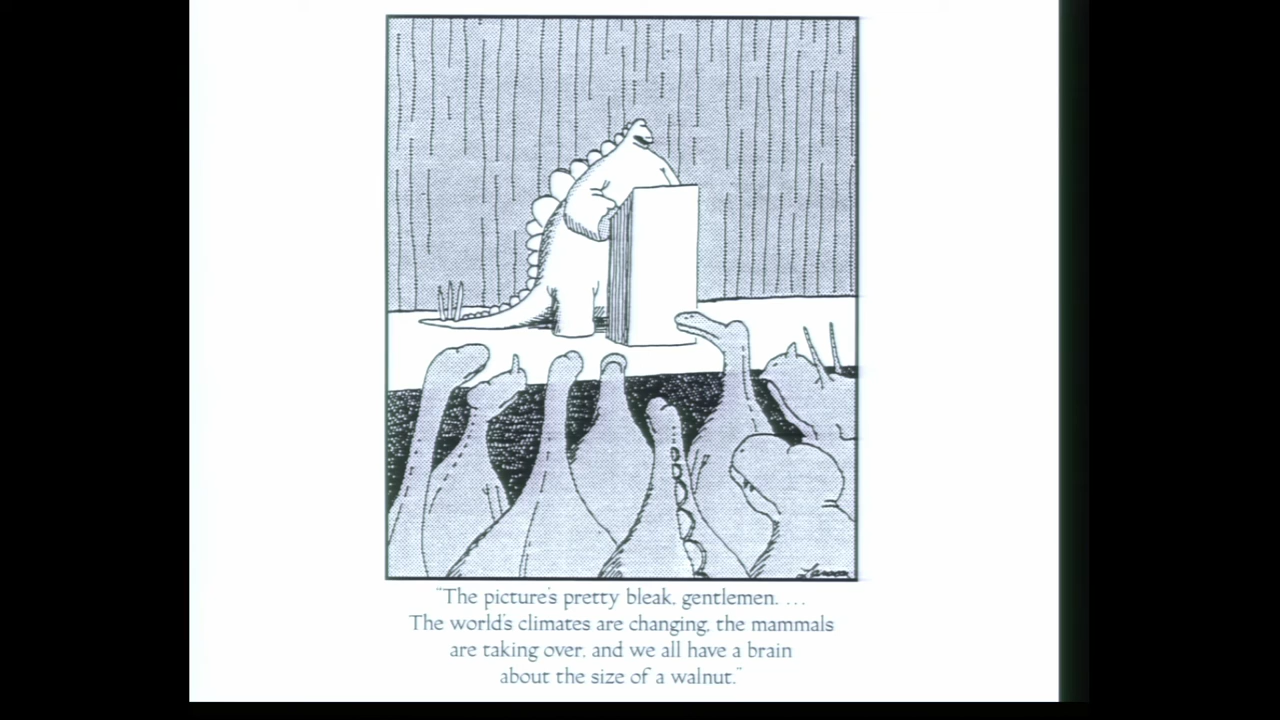 Larson
"The picture's pretty bleak, gentlemen. ...
The world's climates are changing, the mammals
are taking over, and we all have a brain
about the size of a walnut."